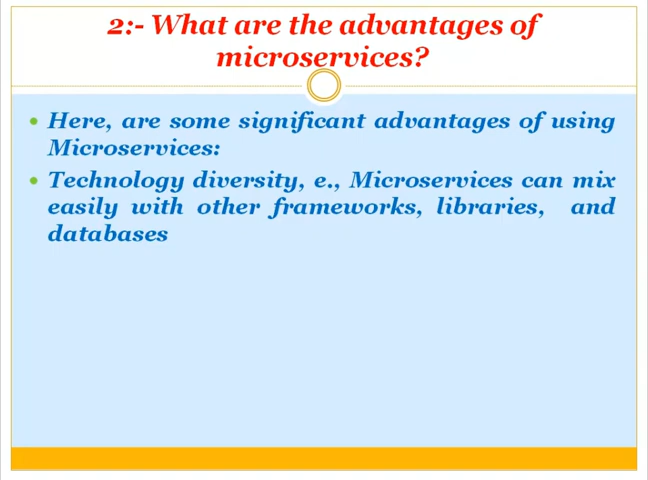 2:- What are the advantages of
microservices?
Here, are some significant advantages of using
Microservices:
Technology diversity, e., Microservices can mix
easily with other frameworks, libraries, and
databases